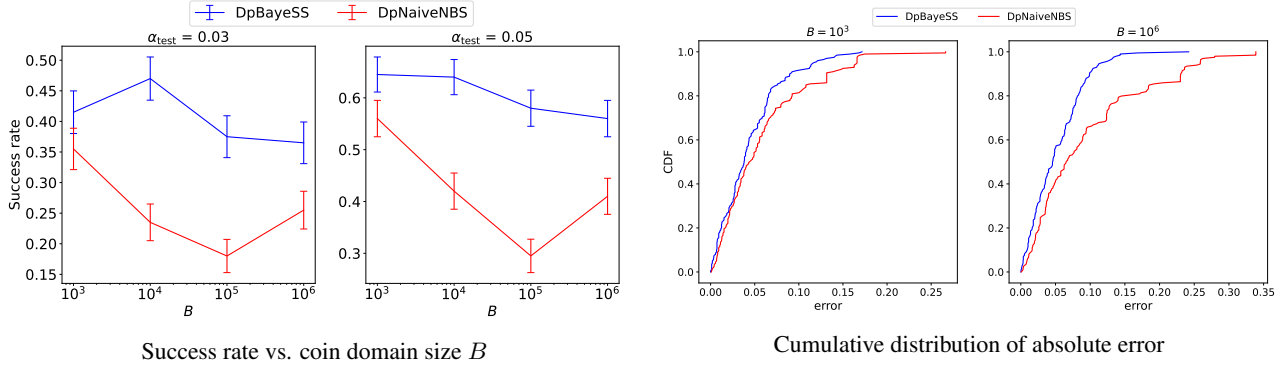 DpBayeSS DpNaiveNBS
α_test = 0.03
0.50
0.45
0.40
0.35
0.30
0.25
0.20
0.15
Success rate
10^3 10^4 10^5 10^6
B
α_test = 0.05
0.6
0.5
0.4
0.3
10^3 10^4 10^5 10^6
B
Success rate vs. coin domain size B
DpBayeSS DpNaiveNBS
B = 10^3
1.0
0.8
0.6
0.4
0.2
0.0
CDF
0.00 0.05 0.10 0.15 0.20 0.25
error
B = 10^6
1.0
0.8
0.6
0.4
0.2
0.0
0.00 0.05 0.10 0.15 0.20 0.25 0.30 0.35
error
Cumulative distribution of absolute error